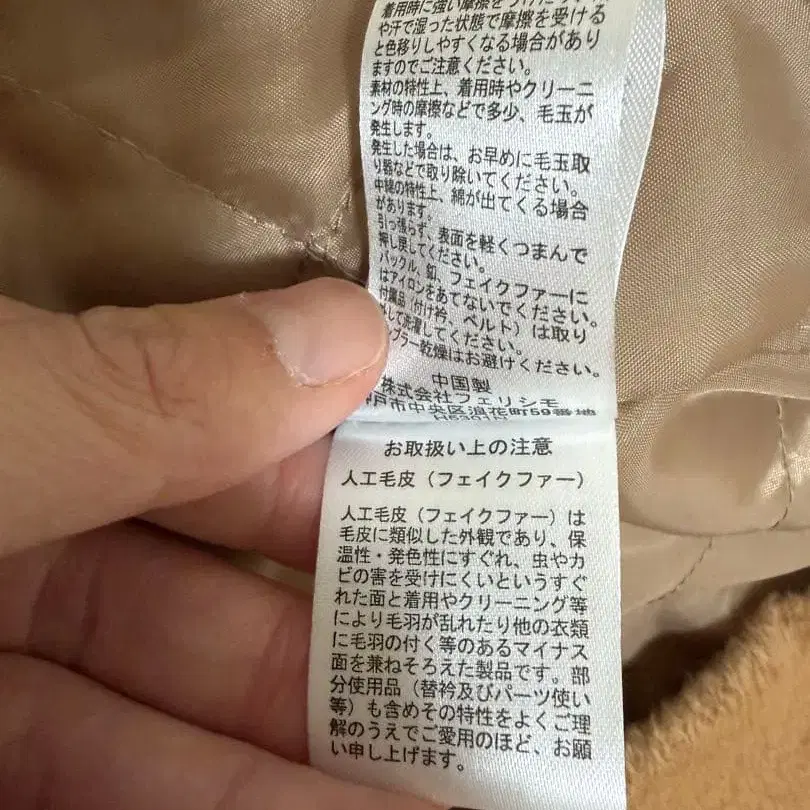 着用時に強い摩擦を
や汗で湿った状態で摩擦を受ける
と色移りしやすくなる場合があり
ますのでご注意ください。
素材の特性上、着用時やクリーニ
ング時の摩擦などで多少、毛玉が
発生します。
発生した場合は、お早めに毛玉取
り器などで取り除いてください。
中綿の特性上、綿が出てくる場合
があります。
引っ張らず、表面を軽くつまんで
押し戻してください。
バックル、釦、フェイクファーに
はアイロンをあてないでください。
付属品（付け衿、ベルト）は取り
して洗濯してください。
ンブラー乾燥はお避けください。
中国製
株式会社フェリシモ
戸市中央区浪花町59番地
お取扱い上の注意
人工毛皮（フェイクファー）
人工毛皮（フェイクファー）は
毛皮に類似した外観であり、保
温性・発色性にすぐれ、虫やカ
ビの害を受けにくいというすぐ
れた面と着用やクリーニング等
により毛羽が乱れたり他の衣類
に毛羽の付く等のあるマイナス
面を兼ねそろえた製品です。部
分使用品（替衿及びパーツ使い
等）も含めその特性をよくご理
解のうえでご愛用のほど、お願
い申し上げます。